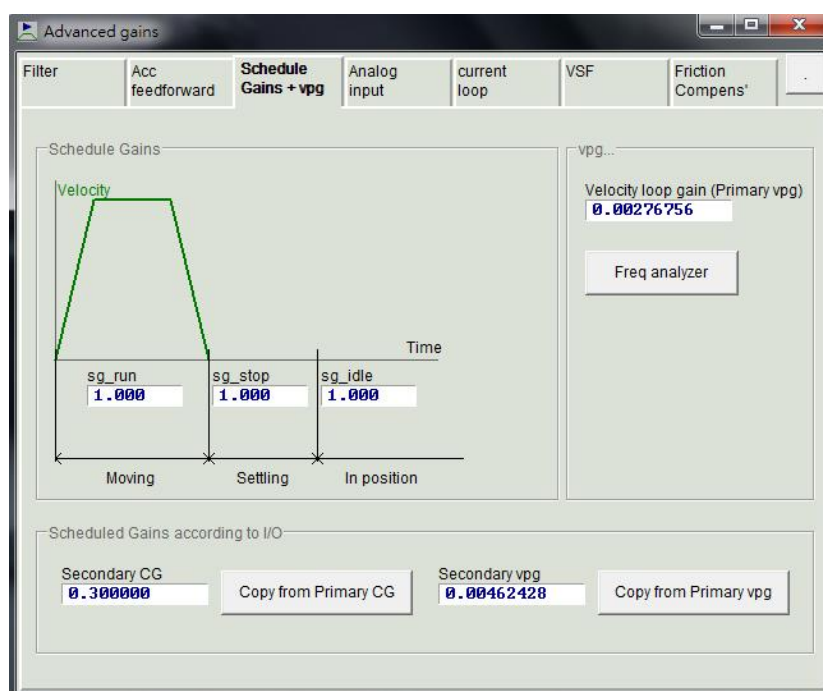 Advanced gains
Filter
Acc feedforward
Schedule Gains + vpg
Analog input
current loop
VSF
Friction Compens'
.
Schedule Gains
Velocity
Time
sg_run
1.000
sg_stop
1.000
sg_idle
1.000
Moving
Settling
In position
vpg...
Velocity loop gain (Primary vpg)
0.00276756
Freq analyzer
Scheduled Gains according to I/O
Secondary CG
0.300000
Copy from Primary CG
Secondary vpg
0.00462428
Copy from Primary vpg